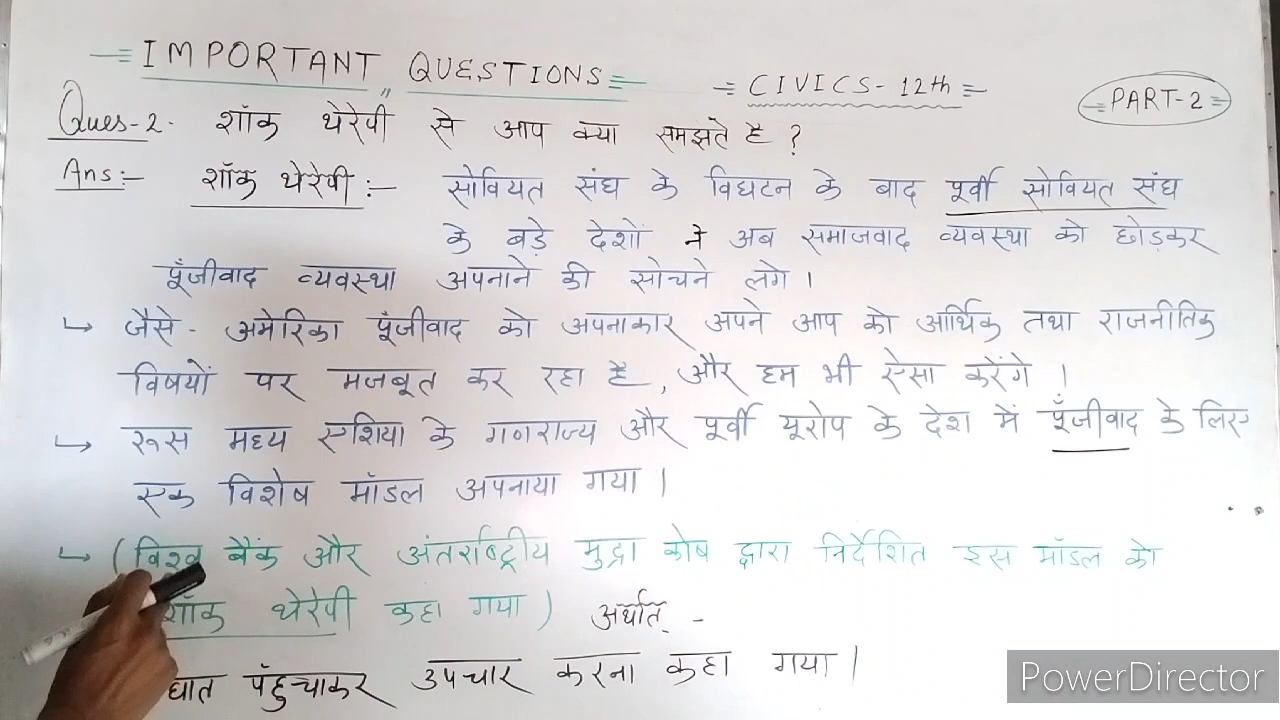 IMPORTANT QUESTIONS CIVICS-12th PART-2
Ques-2. शॉक थेरेपी से आप क्या समझते है ?
Ans:- शॉक थेरेपी :- सोवियत संघ के विघटन के बाद पूर्वी सोवियत संघ
के बड़े देशों ने अब समाजवाद व्यवस्था को छोड़कर
पूँजीवाद व्यवस्था अपनाने की सोचने लगे ।
↳ जैसे - अमेरिका पूंजीवाद को अपनाकार अपने आप को आर्थिक तथा राजनीतिक
विषयों पर मजबूत कर रहा है, और हम भी ऐसा करेंगे ।
↳ रूस मध्य एशिया के गणराज्य और पूर्वी यूरोप के देश में पूँजीवाद के लिए
एक विशेष मॉडल अपनाया गया ।
↳ (विश्व बैंक और अंतर्राष्ट्रीय मुद्रा कोष द्वारा निर्देशित इस मॉडल को
शॉक थेरेपी कहा गया) अर्थात् -
घात पँहुचाकर उपचार करना कहा गया ।
PowerDirector